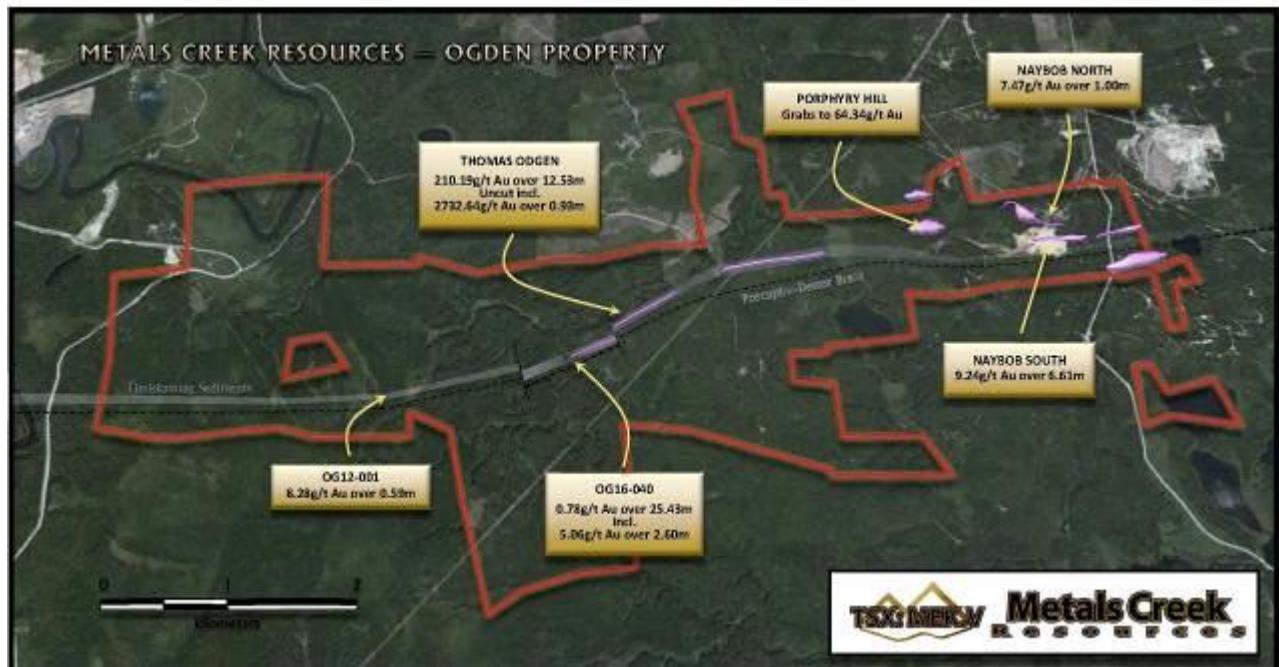 METALS CREEK RESOURCES — OGDEN PROPERTY
NAYBOB NORTH
7.47g/t Au over 1.00m
PORPHYRY HILL
Grabs to 64.34g/t Au
THOMAS ODGEN
210.19g/t Au over 12.53m
Uncut incl.
2732.64g/t Au over 0.93m
Porcupine-Destor Break
NAYBOB SOUTH
9.24g/t Au over 6.61m
Timiskaming Sediments
OG12-001
8.28g/t Au over 0.59m
OG16-040
0.78g/t Au over 25.43m
Incl.
5.06g/t Au over 2.60m
0 1 2
kilometers
TSX: MEK.V
Metals Creek
Resources